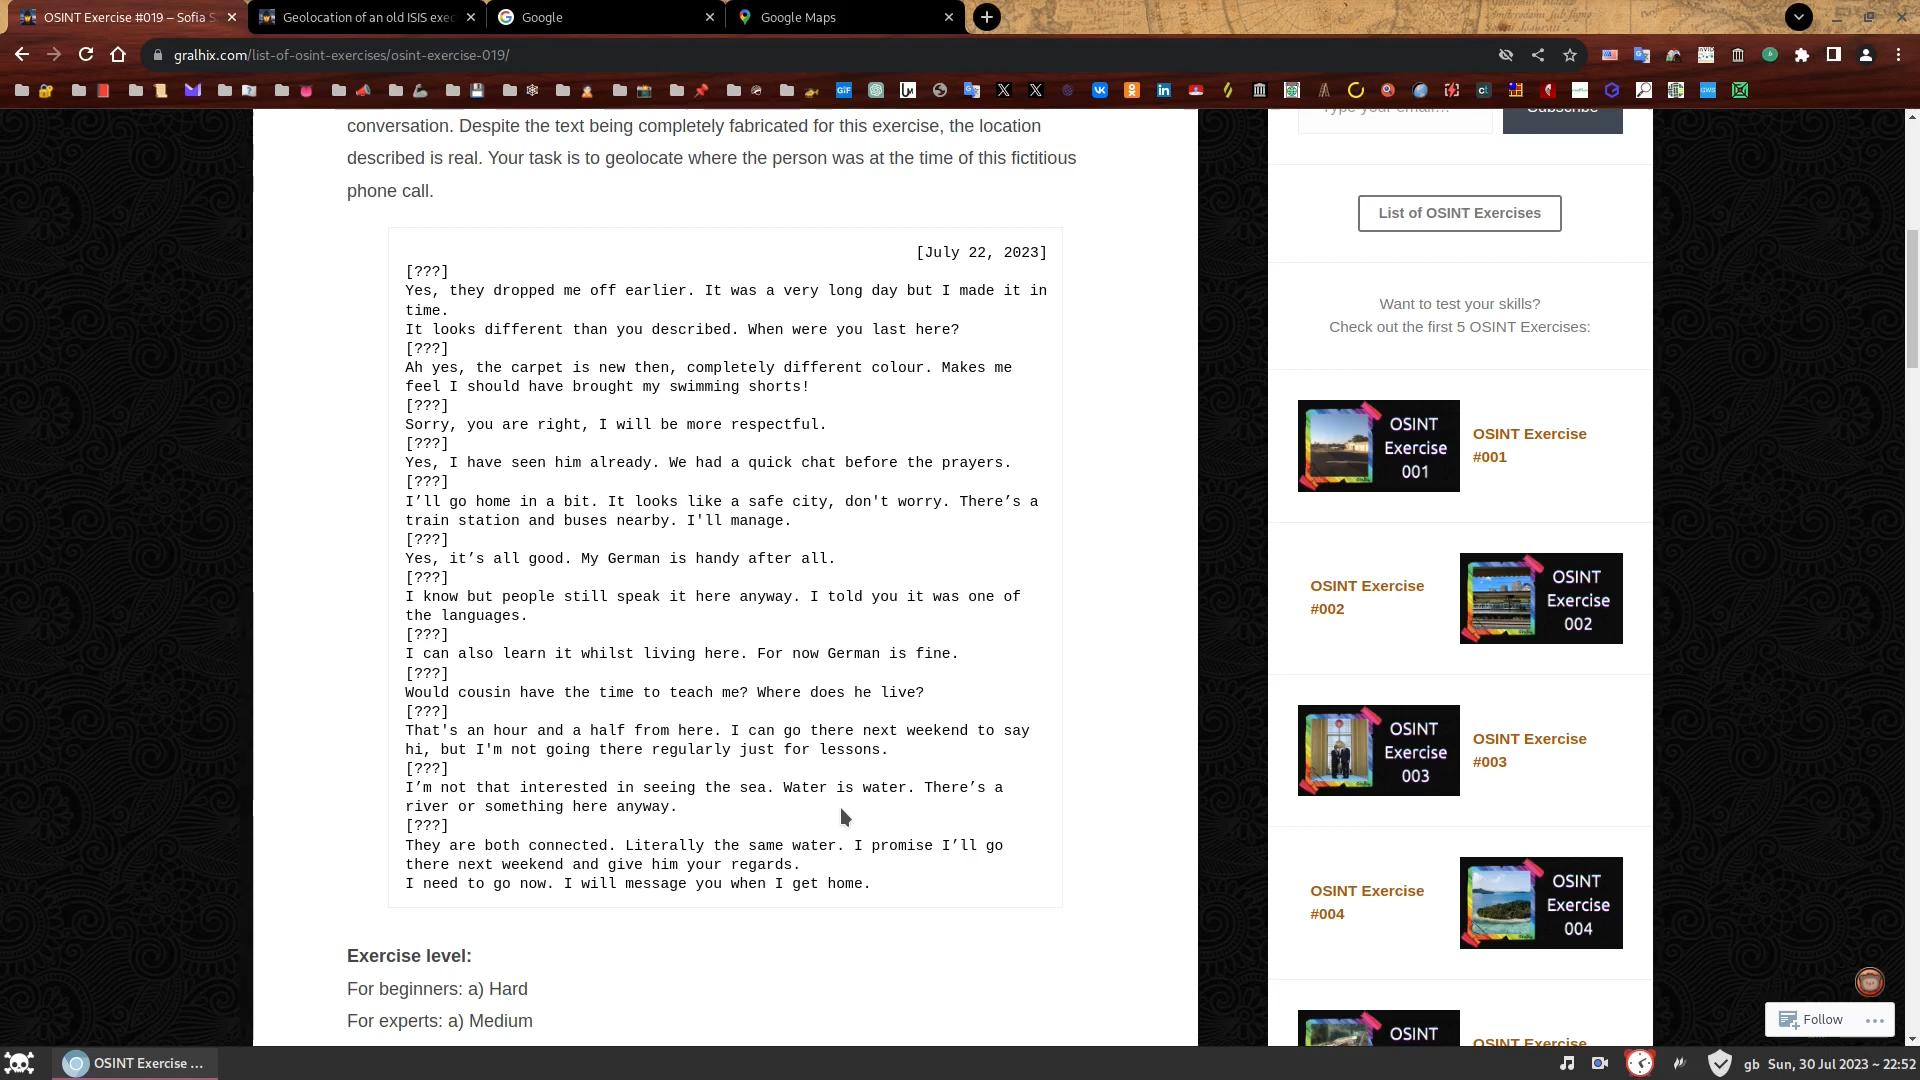 OSINT Exercise #019 – Sofia S
Geolocation of an old ISIS exec
Google
Google Maps
gralhix.com/list-of-osint-exercises/osint-exercise-019/
conversation. Despite the text being completely fabricated for this exercise, the location
described is real. Your task is to geolocate where the person was at the time of this fictitious
phone call.
[July 22, 2023]
[???]
Yes, they dropped me off earlier. It was a very long day but I made it in
time.
It looks different than you described. When were you last here?
[???]
Ah yes, the carpet is new then, completely different colour. Makes me
feel I should have brought my swimming shorts!
[???]
Sorry, you are right, I will be more respectful.
[???]
Yes, I have seen him already. We had a quick chat before the prayers.
[???]
I’ll go home in a bit. It looks like a safe city, don't worry. There’s a
train station and buses nearby. I'll manage.
[???]
Yes, it’s all good. My German is handy after all.
[???]
I know but people still speak it here anyway. I told you it was one of
the languages.
[???]
I can also learn it whilst living here. For now German is fine.
[???]
Would cousin have the time to teach me? Where does he live?
[???]
That's an hour and a half from here. I can go there next weekend to say
hi, but I'm not going there regularly just for lessons.
[???]
I’m not that interested in seeing the sea. Water is water. There’s a
river or something here anyway.
[???]
They are both connected. Literally the same water. I promise I’ll go
there next weekend and give him your regards.
I need to go now. I will message you when I get home.
Exercise level:
For beginners: a) Hard
For experts: a) Medium
Type your email…
Subscribe
List of OSINT Exercises
Want to test your skills?
Check out the first 5 OSINT Exercises:
OSINT
Exercise
001
OSINT Exercise
#001
OSINT Exercise
#002
OSINT
Exercise
002
OSINT
Exercise
003
OSINT Exercise
#003
OSINT Exercise
#004
OSINT
Exercise
004
OSINT
OSINT Exercise
Follow
OSINT Exercise ...
gb Sun, 30 Jul 2023 ~ 22:52